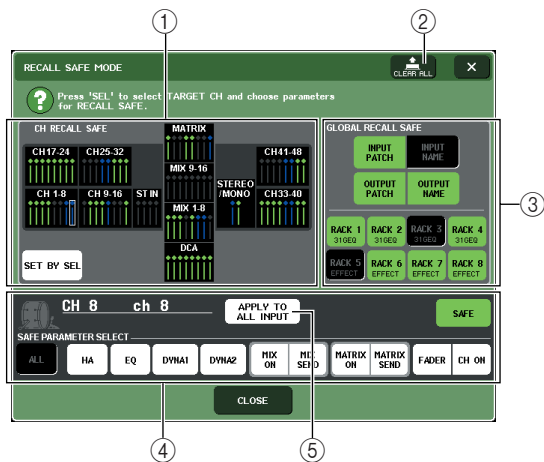 ① ②
RECALL SAFE MODE
CLEAR ALL
Press 'SEL' to select TARGET CH and choose parameters
for RECALL SAFE.
CH RECALL SAFE
MATRIX
CH17-24 CH25-32 CH41-48
MIX 9-16
CH 1-8 CH 9-16 ST IN STEREO
/MONO CH33-40
MIX 1-8
DCA
SET BY SEL
GLOBAL RECALL SAFE
INPUT
PATCH
INPUT
NAME
OUTPUT
PATCH
OUTPUT
NAME
③
RACK 1
31GEQ
RACK 2
31GEQ
RACK 3
31GEQ
RACK 4
31GEQ
RACK 5
EFFECT
RACK 6
EFFECT
RACK 7
EFFECT
RACK 8
EFFECT
CH 8 ch 8
APPLY TO
ALL INPUT
SAFE
SAFE PARAMETER SELECT
ALL
HA
EQ
DYNA1
DYNA2
MIX
ON
MIX
SEND
MATRIX
ON
MATRIX
SEND
FADER
CH ON
CLOSE
④ ⑤